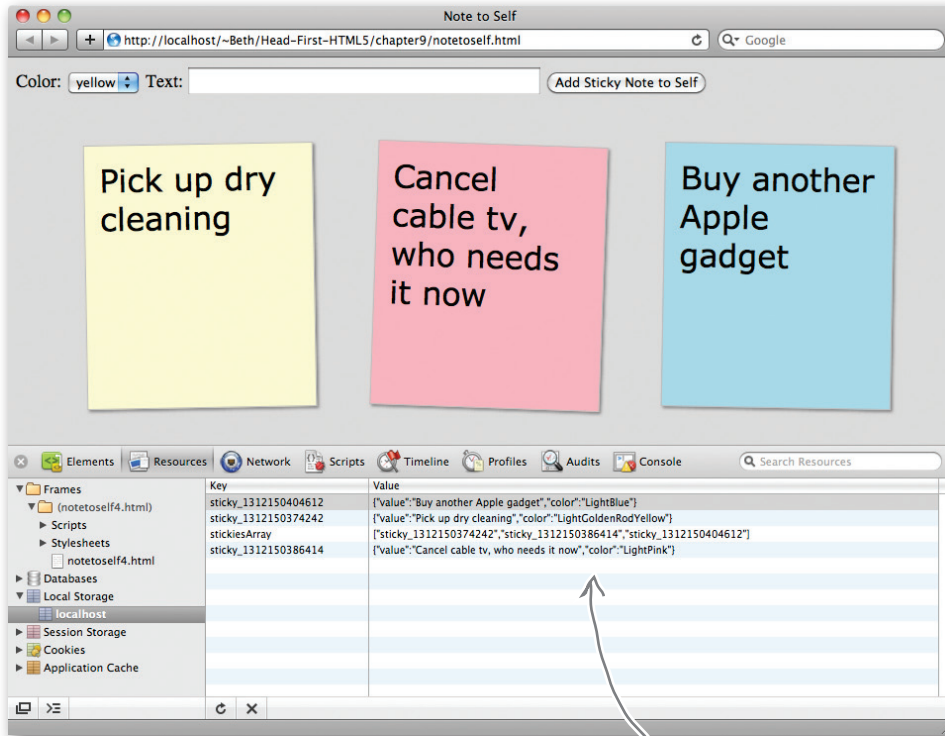 Note to Self
http://localhost/~Beth/Head-First-HTML5/chapter9/notetoself.html
Google
Color: yellow Text: Add Sticky Note to Self
Pick up dry
cleaning
Cancel
cable tv,
who needs
it now
Buy another
Apple
gadget
Elements Resources Network Scripts Timeline Profiles Audits Console Search Resources
Frames
(notetoself4.html)
Scripts
Stylesheets
notetoself4.html
Databases
Local Storage
localhost
Session Storage
Cookies
Application Cache
Key Value
sticky_1312150404612 {"value":"Buy another Apple gadget","color":"LightBlue"}
sticky_1312150374242 {"value":"Pick up dry cleaning","color":"LightGoldenRodYellow"}
stickiesArray ["sticky_1312150374242","sticky_1312150386414","sticky_1312150404612"]
sticky_1312150386414 {"value":"Cancel cable tv, who needs it now","color":"LightPink"}